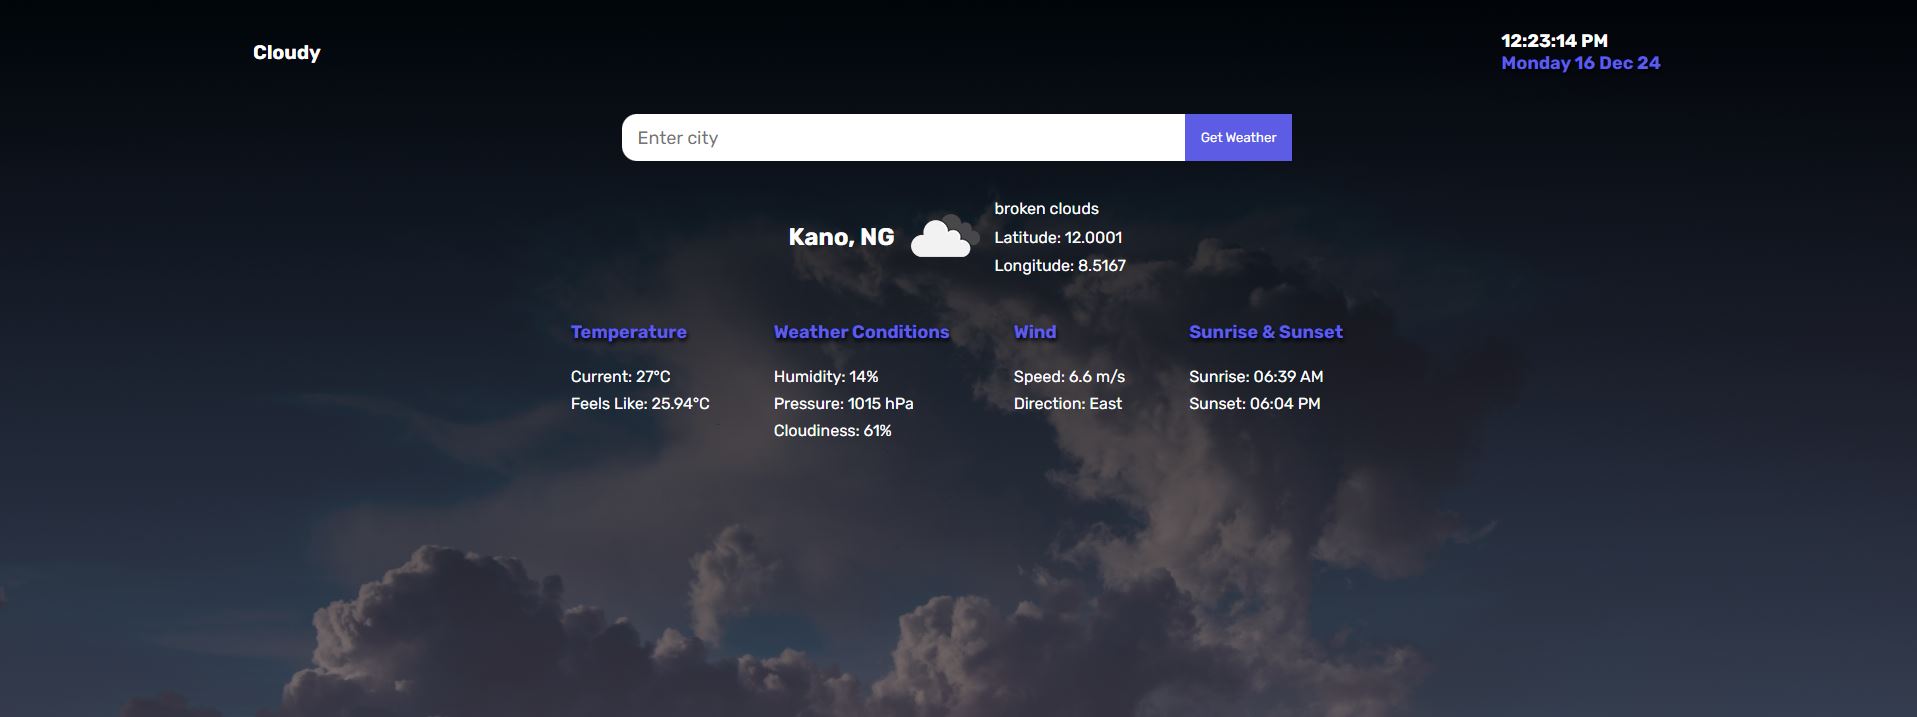 Cloudy
12:23:14 PM
Monday 16 Dec 24
Enter city
Get Weather
Kano, NG
broken clouds
Latitude: 12.0001
Longitude: 8.5167
Temperature
Current: 27°C
Feels Like: 25.94°C
Weather Conditions
Humidity: 14%
Pressure: 1015 hPa
Cloudiness: 61%
Wind
Speed: 6.6 m/s
Direction: East
Sunrise & Sunset
Sunrise: 06:39 AM
Sunset: 06:04 PM